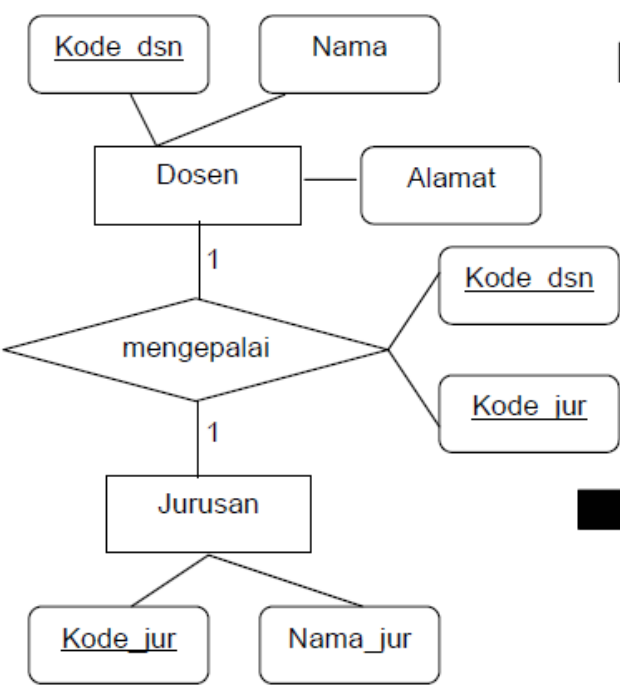 Kode_dsn
Nama
Dosen
Alamat
1
Kode_dsn
mengepalai
Kode_jur
1
Jurusan
Kode_jur
Nama_jur